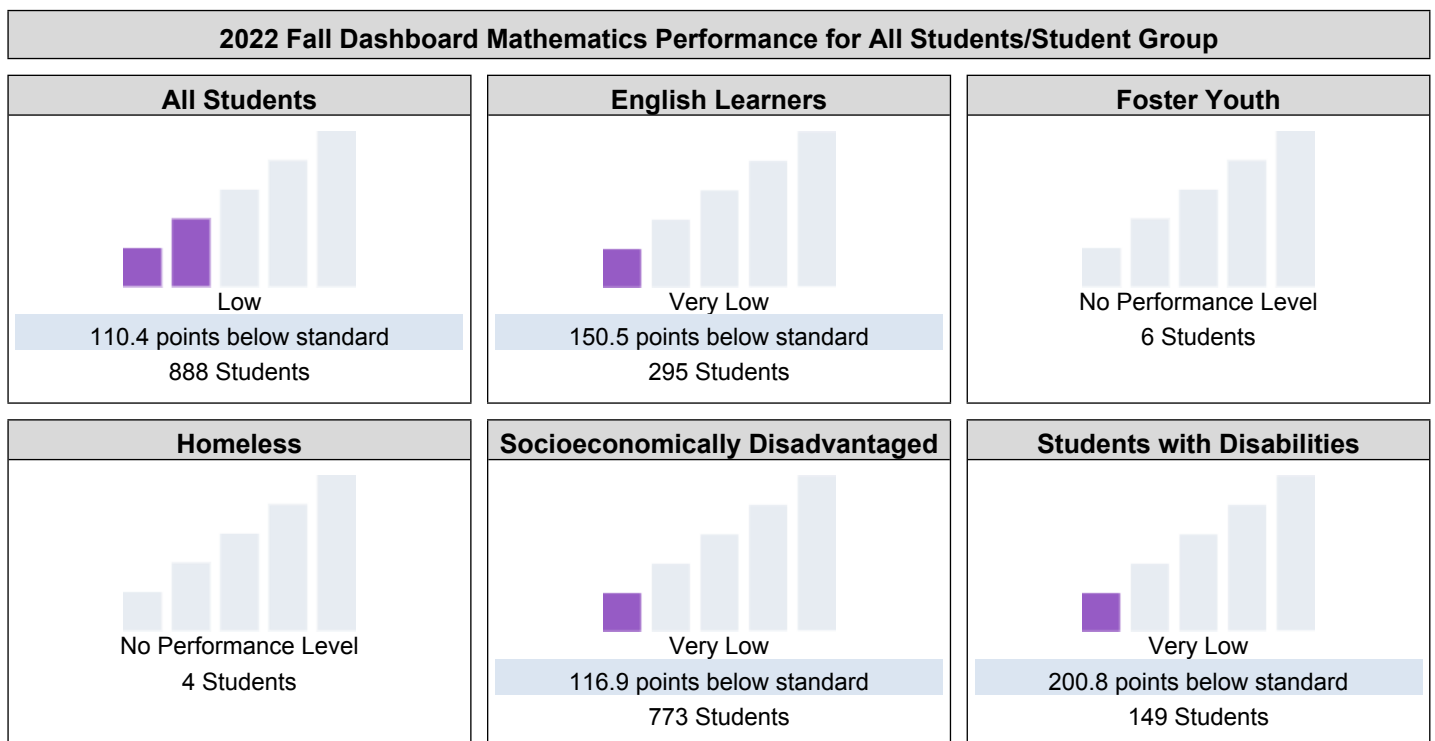 2022 Fall Dashboard Mathematics Performance for All Students/Student Group
All Students
Low
110.4 points below standard
888 Students
English Learners
Very Low
150.5 points below standard
295 Students
Foster Youth
No Performance Level
6 Students
Homeless
No Performance Level
4 Students
Socioeconomically Disadvantaged
Very Low
116.9 points below standard
773 Students
Students with Disabilities
Very Low
200.8 points below standard
149 Students